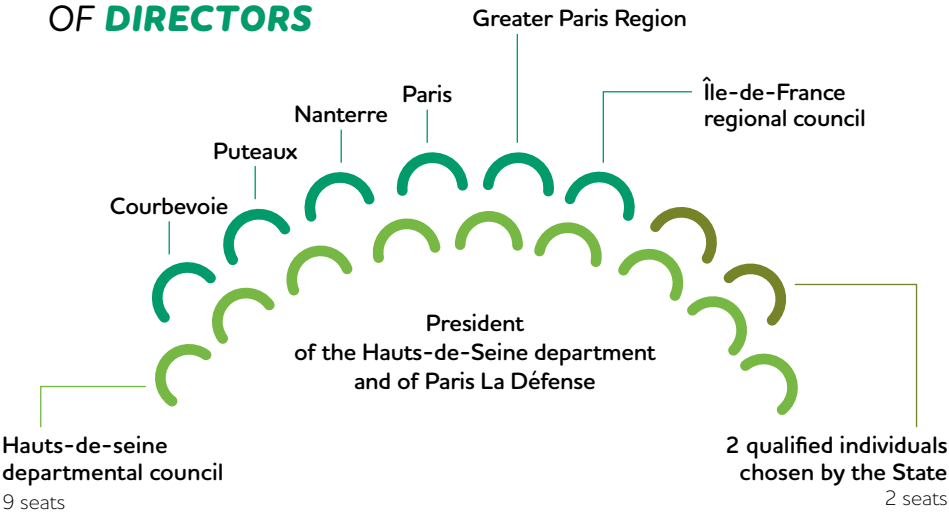 OF DIRECTORS
Greater Paris Region
Île-de-France
regional council
Paris
Nanterre
Puteaux
Courbevoie
President
of the Hauts-de-Seine department
and of Paris La Défense
Hauts-de-seine
departmental council
9 seats
2 qualified individuals
chosen by the State
2 seats